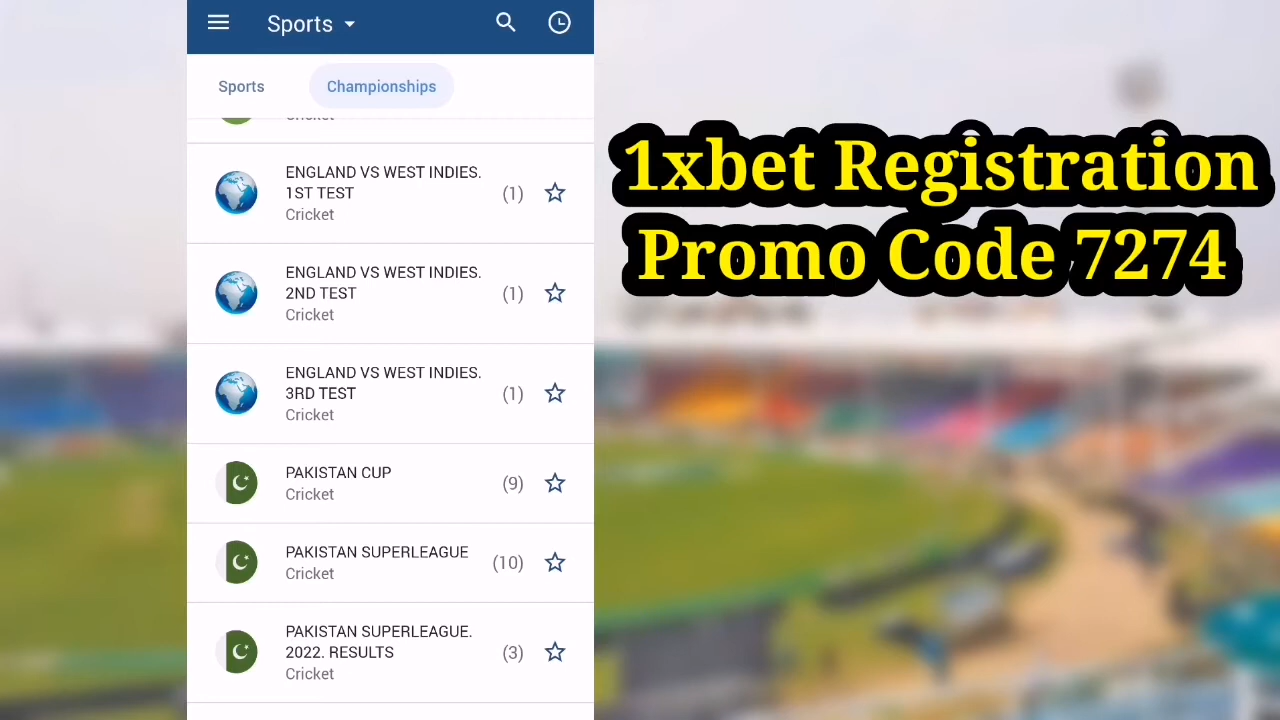 Sports
Sports
Championships
Cricket
ENGLAND VS WEST INDIES.
1ST TEST
(1)
Cricket
ENGLAND VS WEST INDIES.
2ND TEST
(1)
Cricket
ENGLAND VS WEST INDIES.
3RD TEST
(1)
Cricket
PAKISTAN CUP
(9)
Cricket
PAKISTAN SUPERLEAGUE
(10)
Cricket
PAKISTAN SUPERLEAGUE.
2022. RESULTS
(3)
Cricket
1xbet Registration
Promo Code 7274